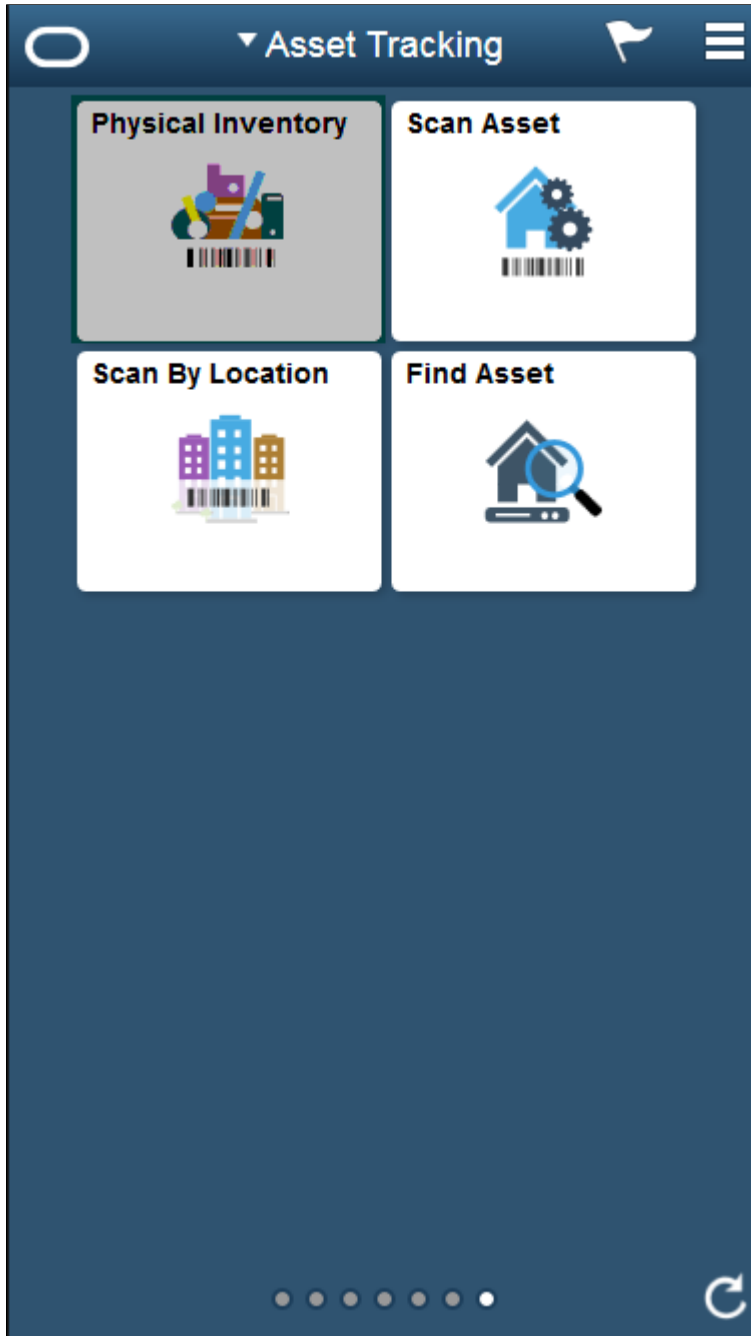 Asset Tracking
Physical Inventory
Scan Asset
Scan By Location
Find Asset